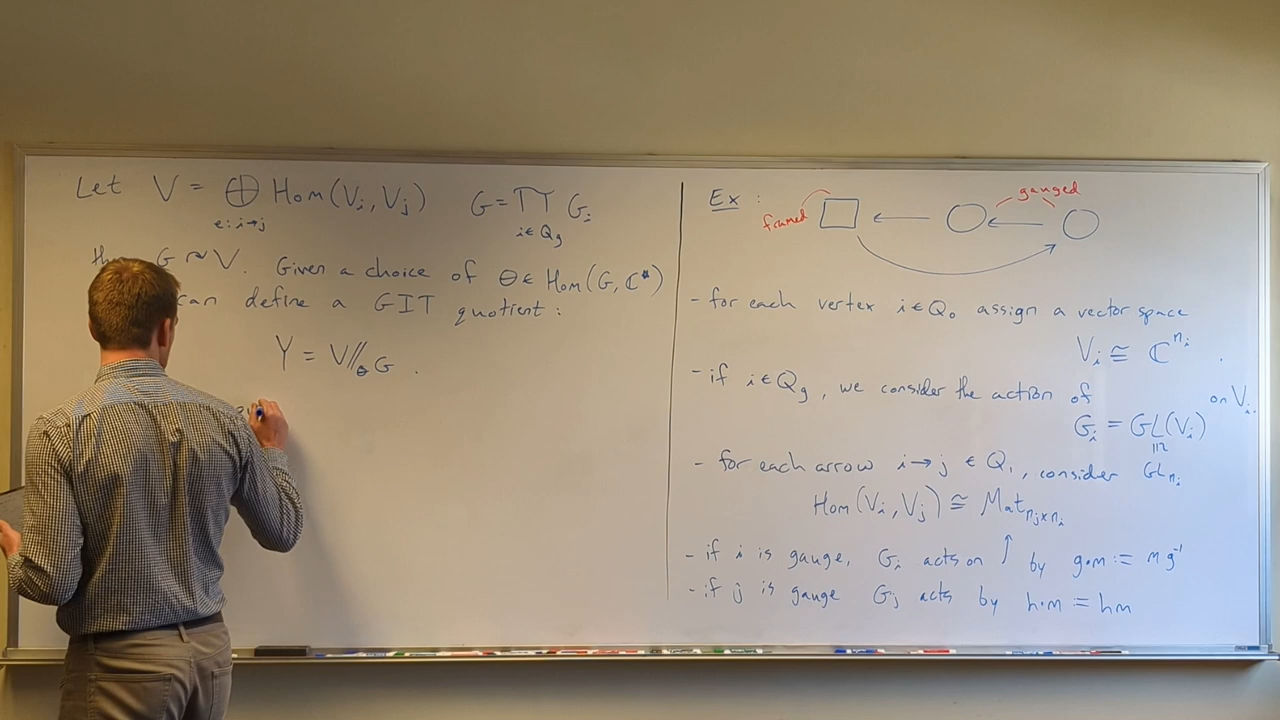 Let V = ⊕ Hom(V_i, V_j) G = ∏ G_i
e: i→j i ∈ Q_g
G ↷ V. Given a choice of θ ∈ Hom(G, ℂ*)
can define a GIT quotient:
Y = V//_θ G.
Ex:
framed
gauged
- for each vertex i ∈ Q_0 assign a vector space
V_i ≅ ℂ^{n_i}.
- if i ∈ Q_g, we consider the action of on V_i.
G_i = GL(V_i)
≅
- for each arrow i→j ∈ Q_1, consider GL_{n_i}
Hom(V_i, V_j) ≅ Mat_{n_j×n_i}
- if i is gauge, G_i acts on ↑ by g·m := m g^{-1}
- if j is gauge G_j acts by h·m = hm